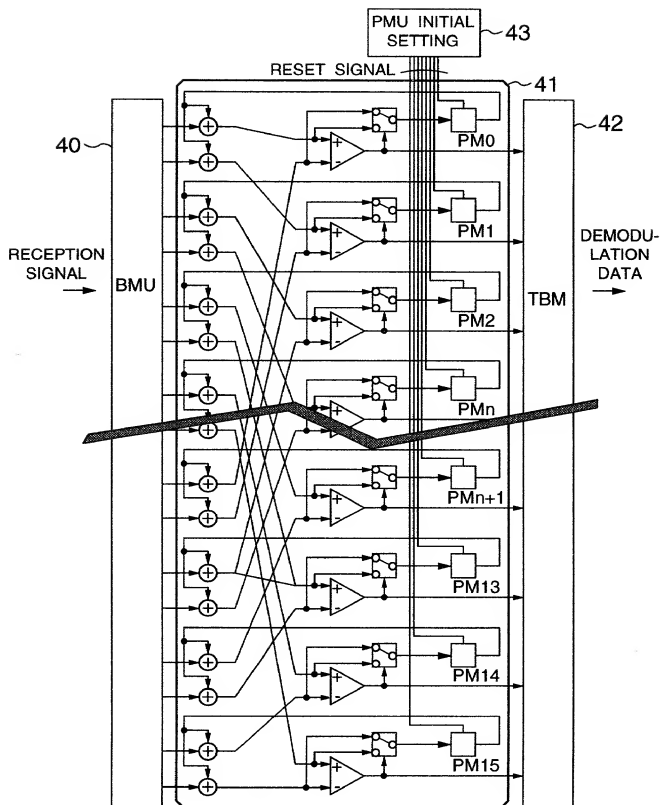 PMU INITIAL
SETTING
43
RESET SIGNAL
41
40
42
PM0
PM1
RECEPTION
SIGNAL
BMU
TBM
DEMODU-
LATION
DATA
PM2
PMn
PMn+1
PM13
PM14
PM15